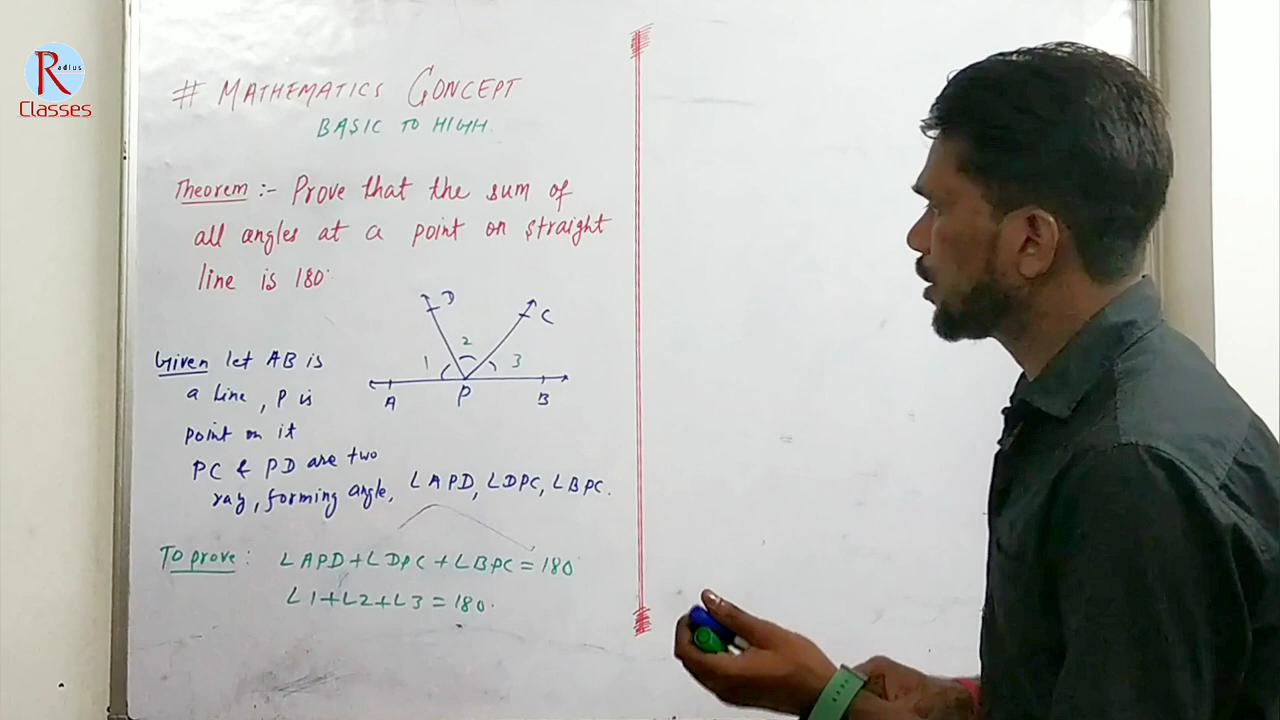 Radius
Classes
# MATHEMATICS CONCEPT
BASIC TO HIGH.
Theorem :- Prove that the sum of
all angles at a point on straight
line is 180°
D
C
1
2
3
A
P
B
Given let AB is
a line, P is
point on it
PC & PD are two
ray, forming angle, ∠APD, ∠DPC, ∠BPC.
To prove: ∠APD+∠DPC+∠BPC=180°
∠1+∠2+∠3=180°